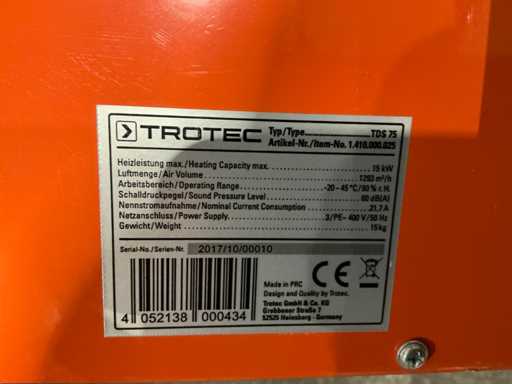 TROTEC
Typ/Type TDS 75
Artikel-Nr./Item-No. 1.410.000.025
Heizleistung max./Heating Capacity max. 15 kW
Luftmenge/Air Volume 1293 m³/h
Arbeitsbereich/Operating Range -20 - 45 °C/80 % r. H.
Schalldruckpegel/Sound Pressure Level 60 dB(A)
Nennstromaufnahme/Nominal Current Consumption 21,7 A
Netzanschluss/Power Supply 3/PE~ 400 V/50 Hz
Gewicht/Weight 15 kg
Serial-No./Serien-Nr. 2017/10/00010
Made in PRC
CE
Design and Quality by Trotec.
Trotec GmbH & Co. KG
Grebbener Straße 7
52525 Heinsberg - Germany
4 052138 000434